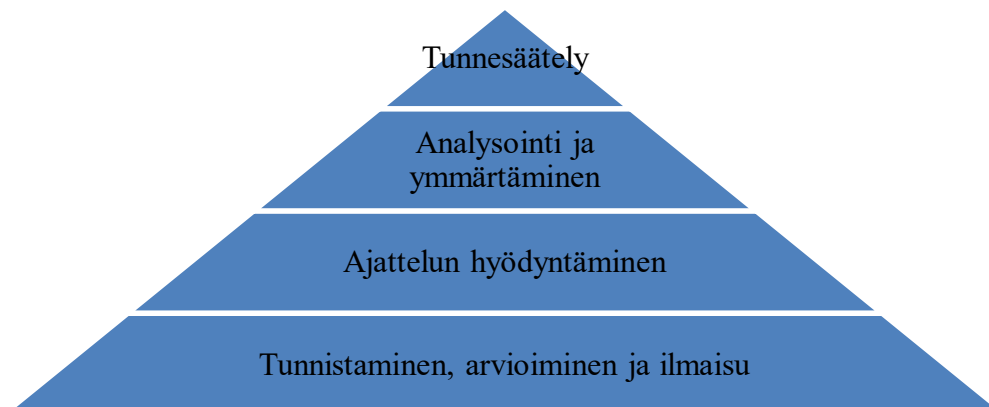 Tunnesäätely
Analysointi ja
ymmärtäminen
Ajattelun hyödyntäminen
Tunnistaminen, arvioiminen ja ilmaisu